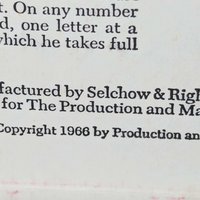 t. On any number
d, one letter at a
which he takes full
factured by Selchow & Righ
for The Production and Ma
Copyright 1966 by Production an